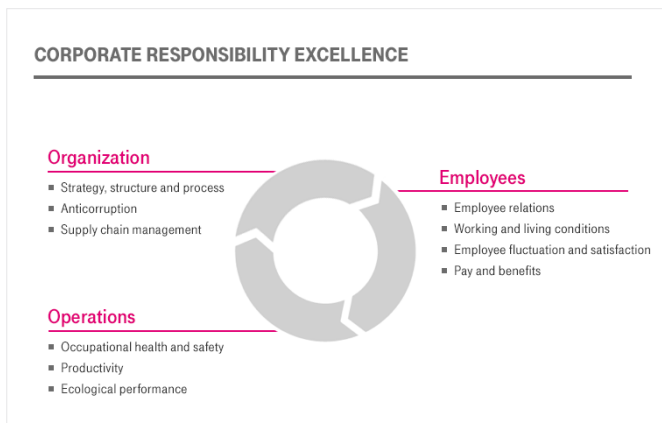 CORPORATE RESPONSIBILITY EXCELLENCE
Organization
Strategy, structure and process
Anticorruption
Supply chain management
Employees
Employee relations
Working and living conditions
Employee fluctuation and satisfaction
Pay and benefits
Operations
Occupational health and safety
Productivity
Ecological performance